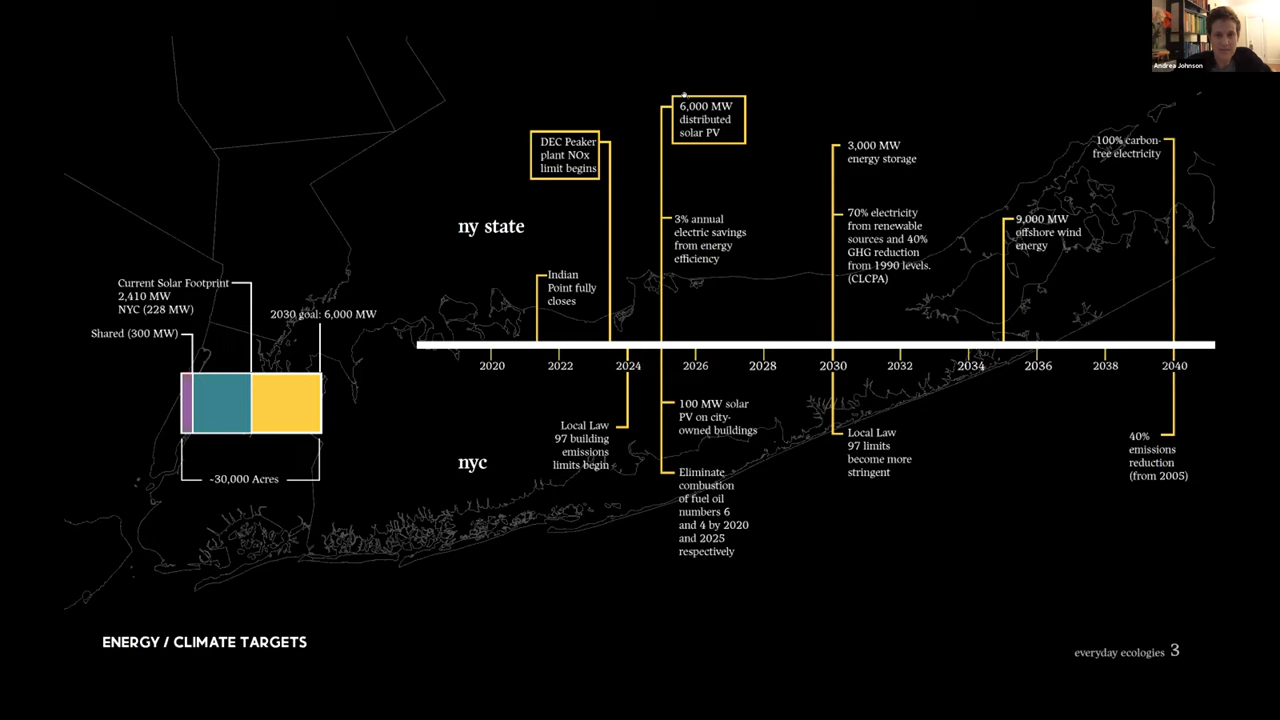 Andrea Johnson
6,000 MW
distributed
solar PV
DEC Peaker
plant NOx
limit begins
3,000 MW
energy storage
100% carbon-
free electricity
ny state
3% annual
electric savings
from energy
efficiency
70% electricity
from renewable
sources and 40%
GHG reduction
from 1990 levels.
(CLCPA)
9,000 MW
offshore wind
energy
Indian
Point fully
closes
Current Solar Footprint
2,410 MW
NYC (228 MW)
Shared (300 MW)
2030 goal: 6,000 MW
~30,000 Acres
2020
2022
2024
2026
2028
2030
2032
2034
2036
2038
2040
nyc
Local Law
97 building
emissions
limits begin
100 MW solar
PV on city-
owned buildings
Eliminate
combustion
of fuel oil
numbers 6
and 4 by 2020
and 2025
respectively
Local Law
97 limits
become more
stringent
40%
emissions
reduction
(from 2005)
ENERGY / CLIMATE TARGETS
everyday ecologies 3